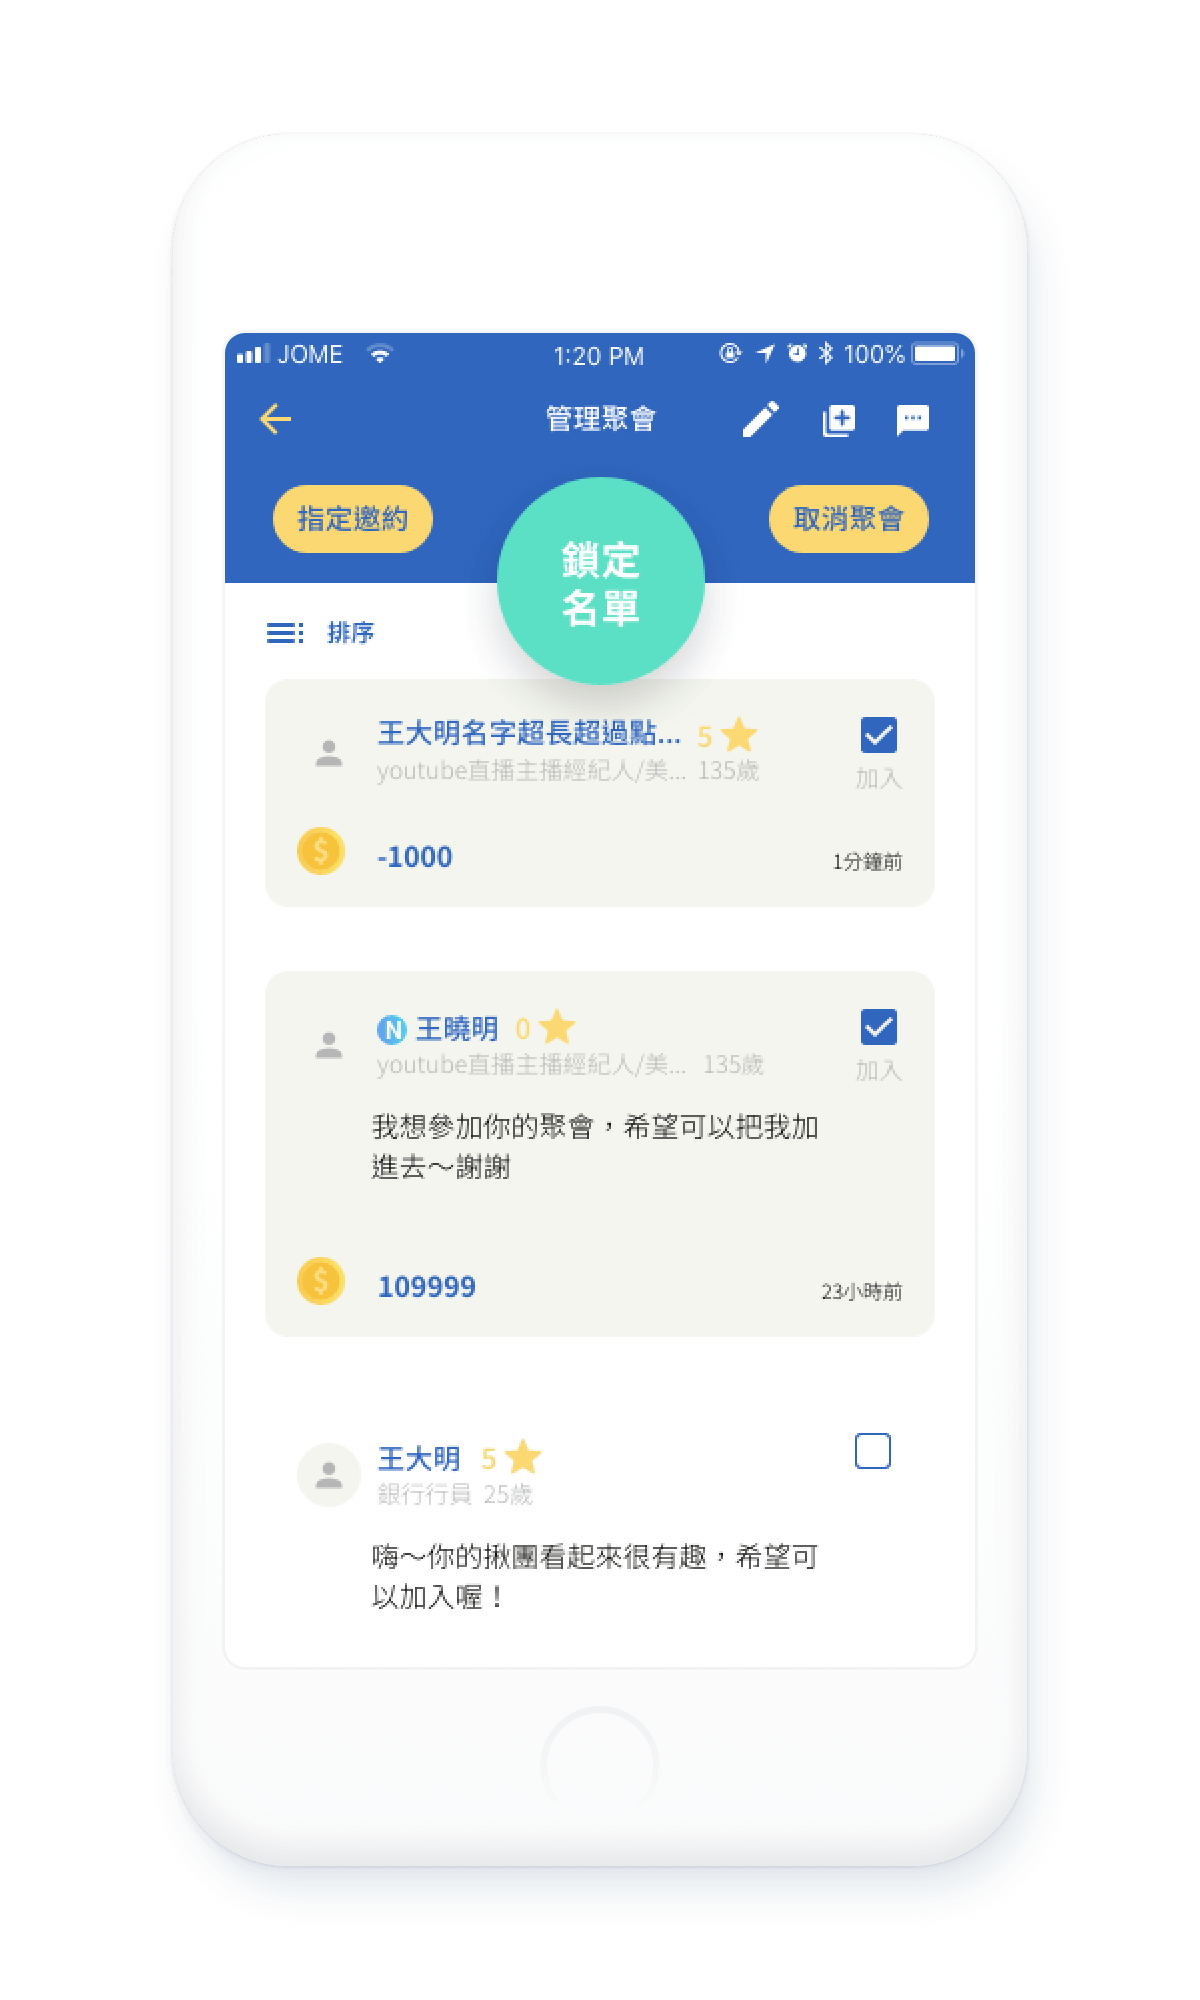 JOME 1:20 PM 100%
管理聚會
指定邀約
取消聚會
鎖定
名單
排序
王大明名字超長超過點... 5
youtube直播主播經紀人/美... 135歲
加入
$ -1000
1分鐘前
N 王曉明 0
youtube直播主播經紀人/美... 135歲
加入
我想參加你的聚會，希望可以把我加
進去～謝謝
$ 109999
23小時前
王大明 5
銀行行員 25歲
嗨～你的揪團看起來很有趣，希望可
以加入喔！